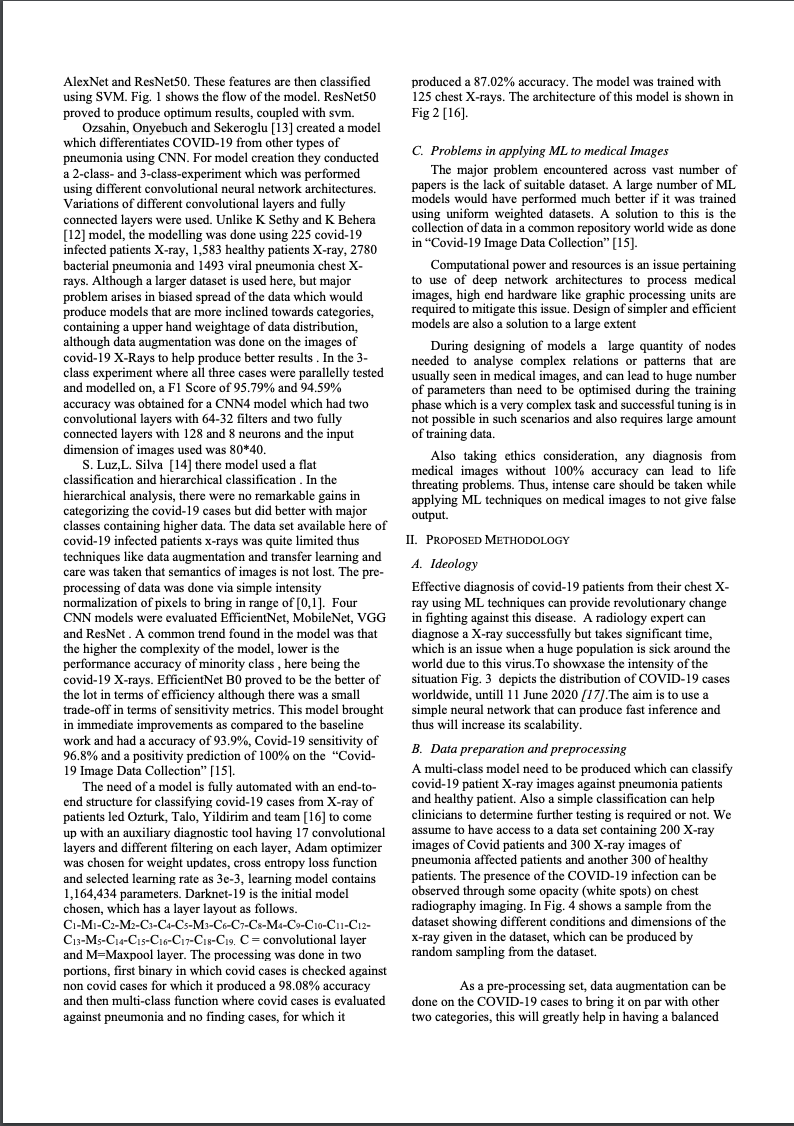 AlexNet and ResNet50. These features are then classified
using SVM. Fig. 1 shows the flow of the model. ResNet50
proved to produce optimum results, coupled with svm.
Ozsahin, Onyebuch and Sekeroglu [13] created a model
which differentiates COVID-19 from other types of
pneumonia using CNN. For model creation they conducted
a 2-class- and 3-class-experiment which was performed
using different convolutional neural network architectures.
Variations of different convolutional layers and fully
connected layers were used. Unlike K Sethy and K Behera
[12] model, the modelling was done using 225 covid-19
infected patients X-ray, 1,583 healthy patients X-ray, 2780
bacterial pneumonia and 1493 viral pneumonia chest X-
rays. Although a larger dataset is used here, but major
problem arises in biased spread of the data which would
produce models that are more inclined towards categories,
containing a upper hand weightage of data distribution,
although data augmentation was done on the images of
covid-19 X-Rays to help produce better results . In the 3-
class experiment where all three cases were parallelly tested
and modelled on, a F1 Score of 95.79% and 94.59%
accuracy was obtained for a CNN4 model which had two
convolutional layers with 64-32 filters and two fully
connected layers with 128 and 8 neurons and the input
dimension of images used was 80*40.
S. Luz,L. Silva [14] there model used a flat
classification and hierarchical classification . In the
hierarchical analysis, there were no remarkable gains in
categorizing the covid-19 cases but did better with major
classes containing higher data. The data set available here of
covid-19 infected patients x-rays was quite limited thus
techniques like data augmentation and transfer learning and
care was taken that semantics of images is not lost. The pre-
processing of data was done via simple intensity
normalization of pixels to bring in range of [0,1]. Four
CNN models were evaluated EfficientNet, MobileNet, VGG
and ResNet . A common trend found in the model was that
the higher the complexity of the model, lower is the
performance accuracy of minority class , here being the
covid-19 X-rays. EfficientNet B0 proved to be the better of
the lot in terms of efficiency although there was a small
trade-off in terms of sensitivity metrics. This model brought
in immediate improvements as compared to the baseline
work and had a accuracy of 93.9%, Covid-19 sensitivity of
96.8% and a positivity prediction of 100% on the “Covid-
19 Image Data Collection” [15].
The need of a model is fully automated with an end-to-
end structure for classifying covid-19 cases from X-ray of
patients led Ozturk, Talo, Yildirim and team [16] to come
up with an auxiliary diagnostic tool having 17 convolutional
layers and different filtering on each layer, Adam optimizer
was chosen for weight updates, cross entropy loss function
and selected learning rate as 3e-3, learning model contains
1,164,434 parameters. Darknet-19 is the initial model
chosen, which has a layer layout as follows.
C₁-M₁-C₂-M₂-C₃-C₄-C₅-M₃-C₆-C₇-C₈-M₄-C₉-C₁₀-C₁₁-C₁₂-
C₁₃-M₅-C₁₄-C₁₅-C₁₆-C₁₇-C₁₈-C₁₉. C = convolutional layer
and M=Maxpool layer. The processing was done in two
portions, first binary in which covid cases is checked against
non covid cases for which it produced a 98.08% accuracy
and then multi-class function where covid cases is evaluated
against pneumonia and no finding cases, for which it
produced a 87.02% accuracy. The model was trained with
125 chest X-rays. The architecture of this model is shown in
Fig 2 [16].
C. Problems in applying ML to medical Images
The major problem encountered across vast number of
papers is the lack of suitable dataset. A large number of ML
models would have performed much better if it was trained
using uniform weighted datasets. A solution to this is the
collection of data in a common repository world wide as done
in “Covid-19 Image Data Collection” [15].
Computational power and resources is an issue pertaining
to use of deep network architectures to process medical
images, high end hardware like graphic processing units are
required to mitigate this issue. Design of simpler and efficient
models are also a solution to a large extent
During designing of models a large quantity of nodes
needed to analyse complex relations or patterns that are
usually seen in medical images, and can lead to huge number
of parameters than need to be optimised during the training
phase which is a very complex task and successful tuning is in
not possible in such scenarios and also requires large amount
of training data.
Also taking ethics consideration, any diagnosis from
medical images without 100% accuracy can lead to life
threating problems. Thus, intense care should be taken while
applying ML techniques on medical images to not give false
output.
II. PROPOSED METHODOLOGY
A. Ideology
Effective diagnosis of covid-19 patients from their chest X-
ray using ML techniques can provide revolutionary change
in fighting against this disease. A radiology expert can
diagnose a X-ray successfully but takes significant time,
which is an issue when a huge population is sick around the
world due to this virus.To showxase the intensity of the
situation Fig. 3 depicts the distribution of COVID-19 cases
worldwide, untill 11 June 2020 [17].The aim is to use a
simple neural network that can produce fast inference and
thus will increase its scalability.
B. Data preparation and preprocessing
A multi-class model need to be produced which can classify
covid-19 patient X-ray images against pneumonia patients
and healthy patient. Also a simple classification can help
clinicians to determine further testing is required or not. We
assume to have access to a data set containing 200 X-ray
images of Covid patients and 300 X-ray images of
pneumonia affected patients and another 300 of healthy
patients. The presence of the COVID-19 infection can be
observed through some opacity (white spots) on chest
radiography imaging. In Fig. 4 shows a sample from the
dataset showing different conditions and dimensions of the
x-ray given in the dataset, which can be produced by
random sampling from the dataset.
As a pre-processing set, data augmentation can be
done on the COVID-19 cases to bring it on par with other
two categories, this will greatly help in having a balanced